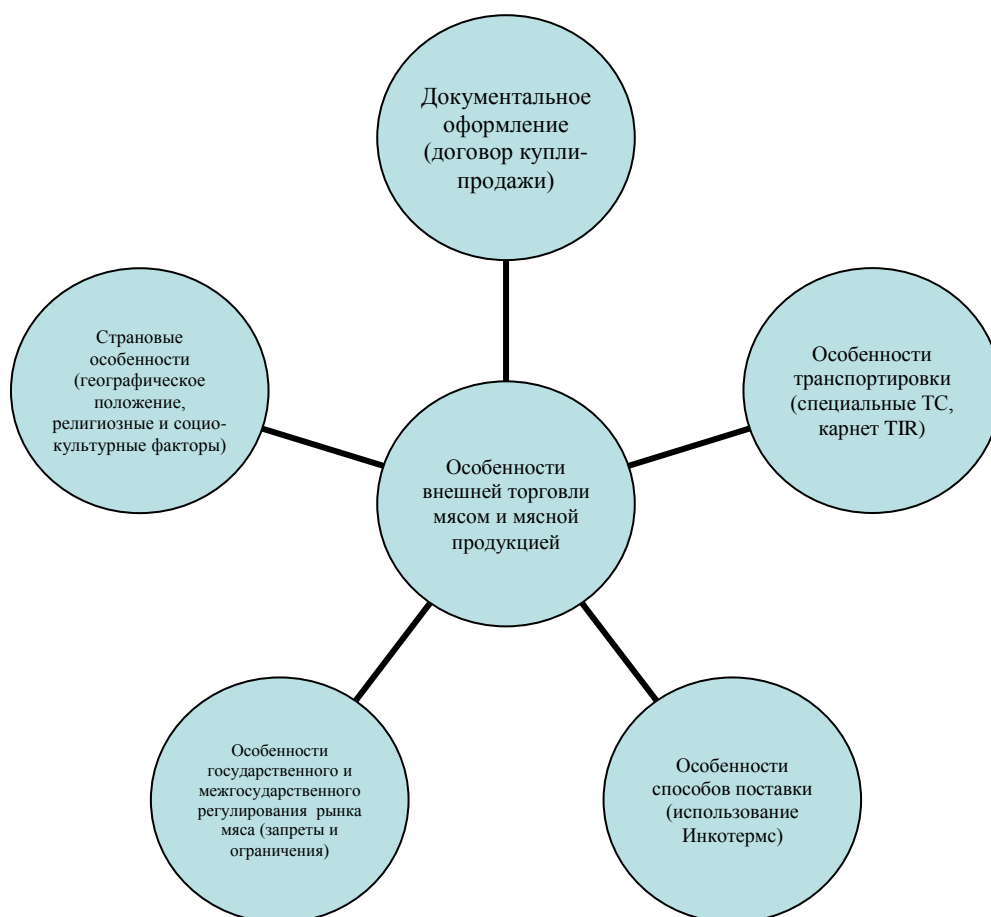 Документальное
оформление
(договор купли-
продажи)
Страновые
особенности
(географическое
положение,
религиозные и социо-
культурные факторы)
Особенности
транспортировки
(специальные ТС,
карнет TIR)
Особенности
внешней торговли
мясом и мясной
продукцией
Особенности
государственного и
межгосударственного
регулирования рынка
мяса (запреты и
ограничения)
Особенности
способов поставки
(использование
Инкотермс)